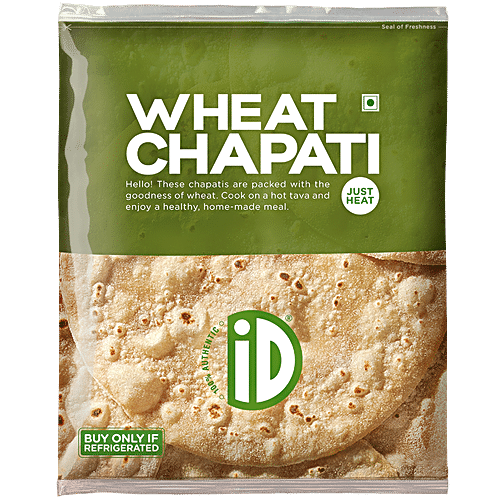 Seal of Freshness
WHEAT
CHAPATI
Hello! These chapatis are packed with the
goodness of wheat. Cook on a hot tava and
enjoy a healthy, home-made meal.
JUST
HEAT
100% AUTHENTIC
iD®
BUY ONLY IF
REFRIGERATED